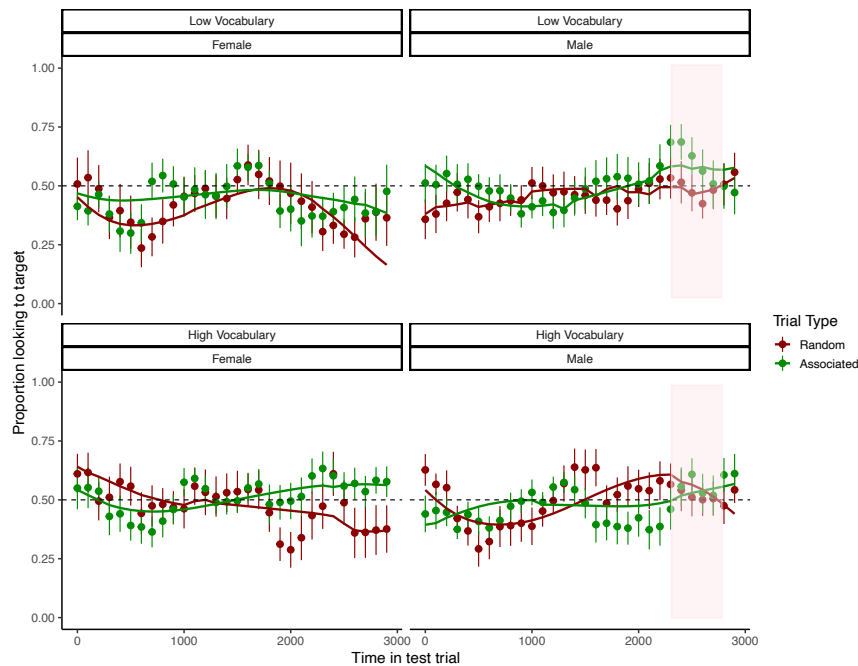 Low Vocabulary
Low Vocabulary
Female
Male
1.00
0.75
0.50
0.25
0.00
High Vocabulary
High Vocabulary
Female
Male
1.00
0.75
0.50
0.25
0.00
0
1000
2000
3000
0
1000
2000
3000
Time in test trial
Proportion looking to target
Trial Type
Random
Associated